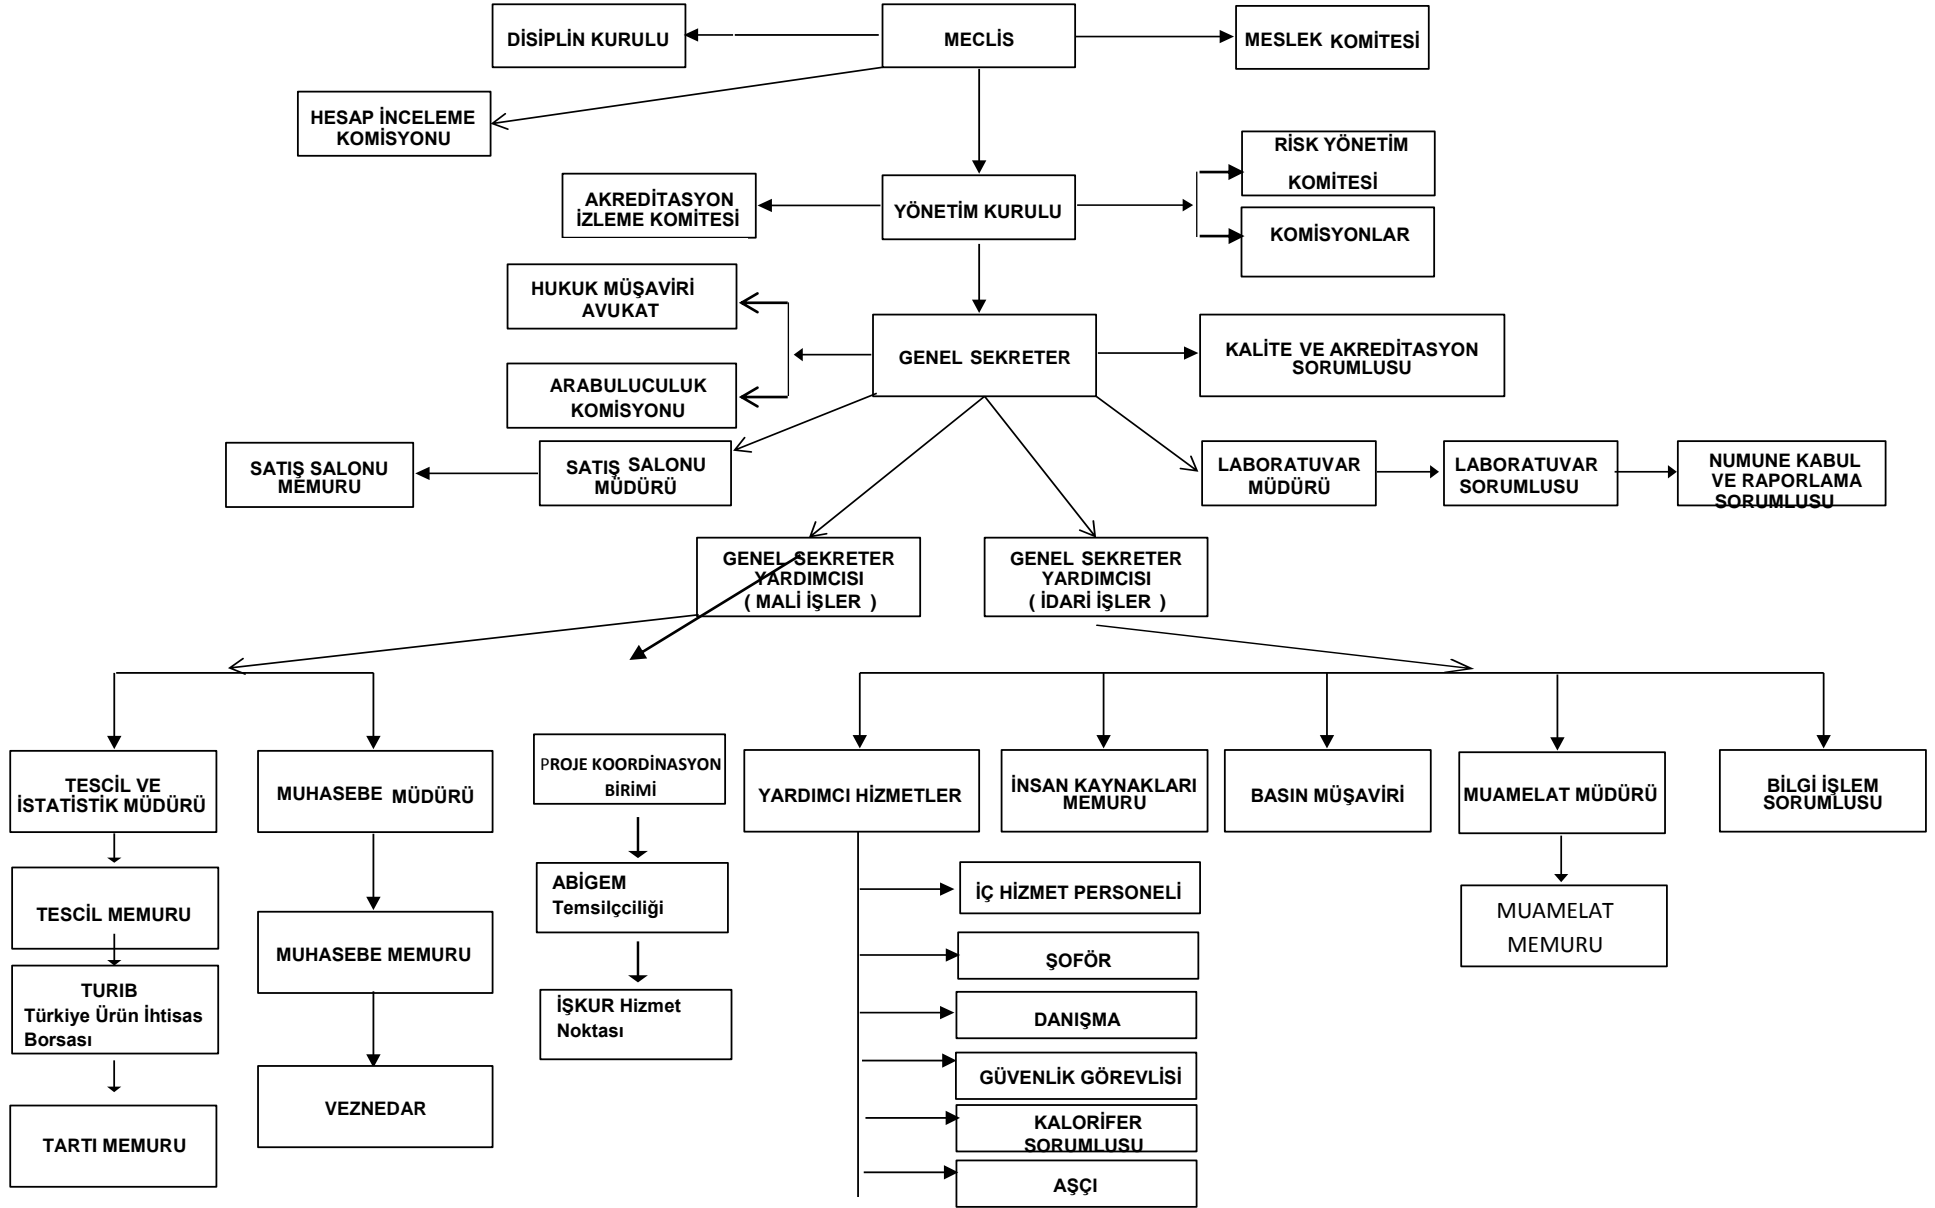 DİSİPLİN KURULU
MECLİS
MESLEK KOMİTESİ
HESAP İNCELEME
KOMİSYONU
RİSK YÖNETİM
KOMİTESİ
AKREDİTASYON
İZLEME KOMİTESİ
YÖNETİM KURULU
KOMİSYONLAR
HUKUK MÜŞAVİRİ
AVUKAT
GENEL SEKRETER
KALİTE VE AKREDİTASYON
SORUMLUSU
ARABULUCULUK
KOMİSYONU
SATIŞ SALONU
MEMURU
SATIŞ SALONU
MÜDÜRÜ
LABORATUVAR
MÜDÜRÜ
LABORATUVAR
SORUMLUSU
NUMUNE KABUL
VE RAPORLAMA
SORUMLUSU
GENEL SEKRETER
YARDIMCISI
( MALİ İŞLER )
GENEL SEKRETER
YARDIMCISI
( İDARİ İŞLER )
TESCİL VE
İSTATİSTİK MÜDÜRÜ
MUHASEBE MÜDÜRÜ
PROJE KOORDİNASYON
BİRİMİ
YARDIMCI HİZMETLER
İNSAN KAYNAKLARI
MEMURU
BASIN MÜŞAVİRİ
MUAMELAT MÜDÜRÜ
BİLGİ İŞLEM
SORUMLUSU
TESCİL MEMURU
MUHASEBE MEMURU
ABİGEM
Temsilçciliği
İÇ HİZMET PERSONELİ
MUAMELAT
MEMURU
ŞOFÖR
TURIB
Türkiye Ürün İhtisas
Borsası
İŞKUR Hizmet
Noktası
DANIŞMA
GÜVENLİK GÖREVLİSİ
VEZNEDAR
KALORİFER
SORUMLUSU
TARTI MEMURU
AŞÇI